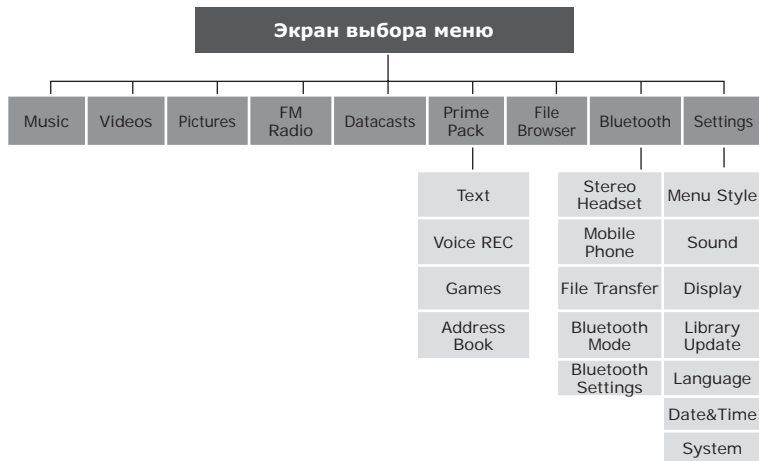 Экран выбора меню
Music
Videos
Pictures
FM
Radio
Datacasts
Prime
Pack
File
Browser
Bluetooth
Settings
Text
Voice REC
Games
Address
Book
Stereo
Headset
Mobile
Phone
File Transfer
Bluetooth
Mode
Bluetooth
Settings
Menu Style
Sound
Display
Library
Update
Language
Date&Time
System